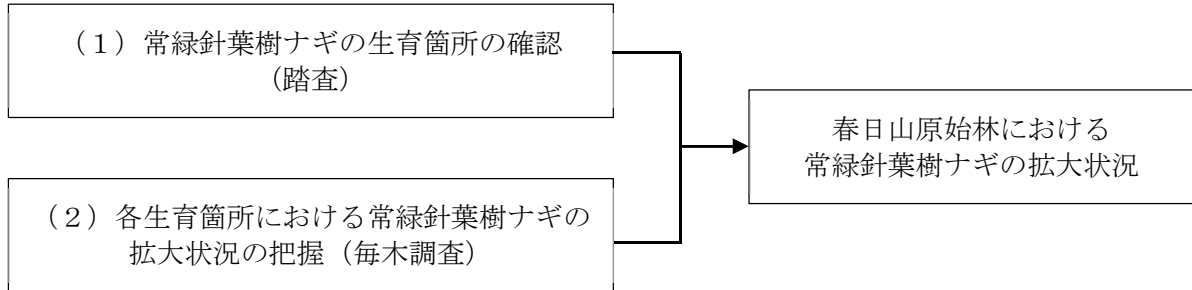 （１）常緑針葉樹ナギの生育箇所の確認
（踏査）
（２）各生育箇所における常緑針葉樹ナギの
拡大状況の把握（毎木調査）
春日山原始林における
常緑針葉樹ナギの拡大状況